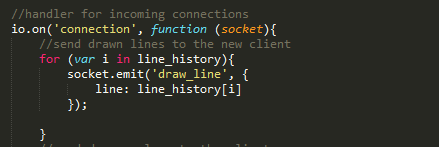 //handler for incoming connections
io.on('connection', function (socket){
//send drawn lines to the new client
for (var i in line_history){
socket.emit('draw_line', {
line: line_history[i]
});
}